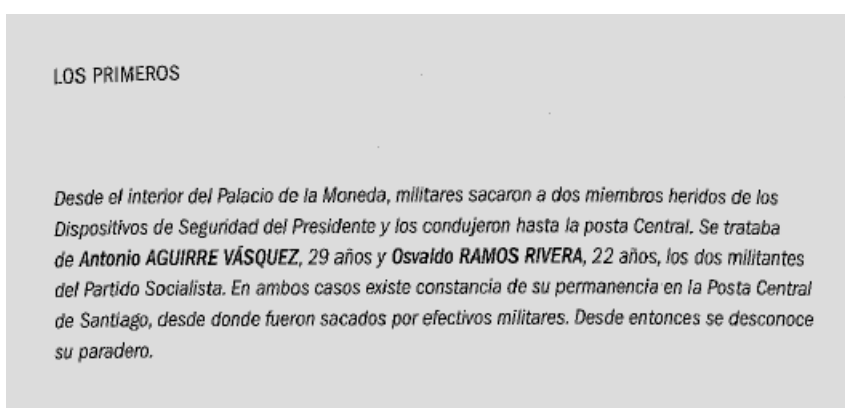 LOS PRIMEROS
Desde el interior del Palacio de la Moneda, militares sacaron a dos miembros heridos de los
Dispositivos de Seguridad del Presidente y los condujeron hasta la posta Central. Se trataba
de Antonio AGUIRRE VÁSQUEZ, 29 años y Osvaldo RAMOS RIVERA, 22 años, los dos militantes
del Partido Socialista. En ambos casos existe constancia de su permanencia en la Posta Central
de Santiago, desde donde fueron sacados por efectivos militares. Desde entonces se desconoce
su paradero.